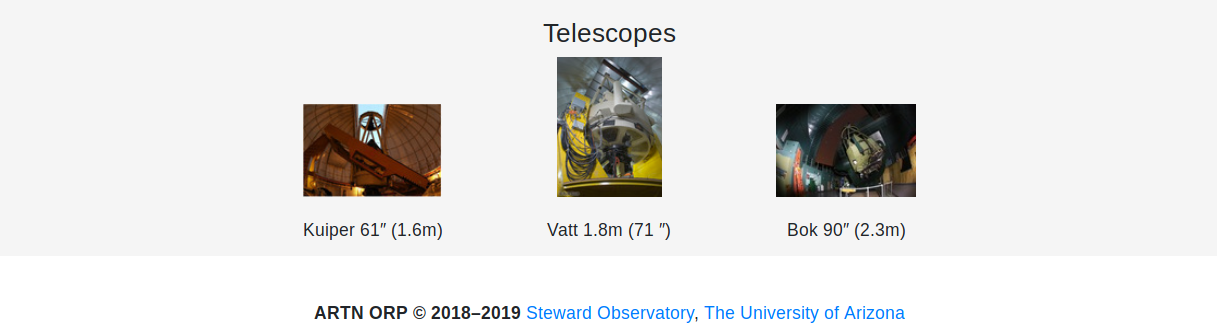 Telescopes
Kuiper 61″ (1.6m)
Vatt 1.8m (71 ″)
Bok 90″ (2.3m)
ARTN ORP © 2018–2019 Steward Observatory, The University of Arizona